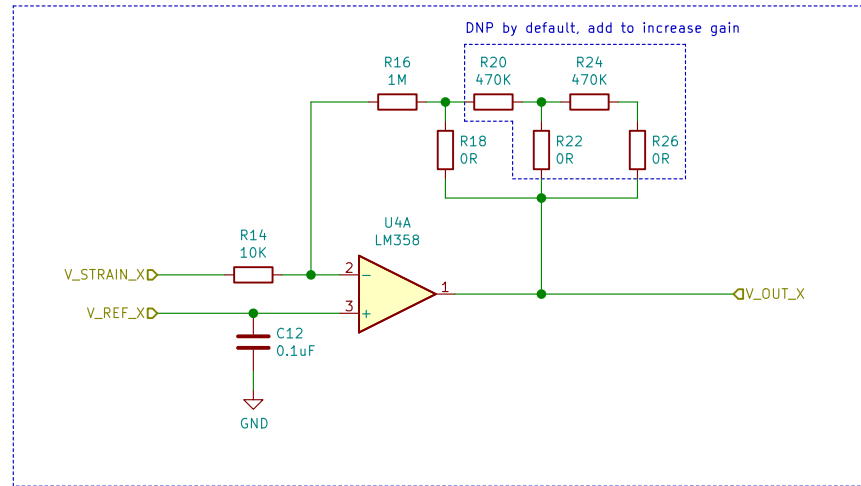 DNP by default, add to increase gain
R16
1M
R20
470K
R24
470K
R18
0R
R22
0R
R26
0R
U4A
LM358
R14
10K
V_STRAIN_X
2
−
1
V_OUT_X
V_REF_X
3
+
C12
0.1uF
GND